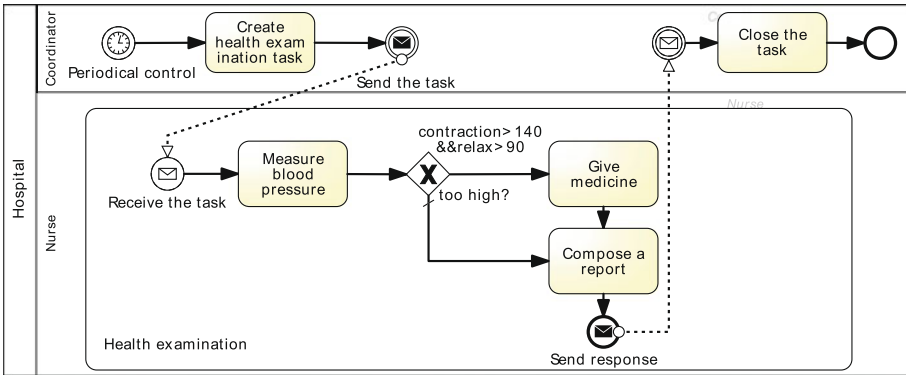 Hospital
Coordinator
Periodical control
Create
health exam
ination task
Send the task
Close the
task
Nurse
Nurse
Receive the task
Measure
blood
pressure
contraction> 140
&&relax> 90
too high?
Give
medicine
Compose a
report
Send response
Health examination